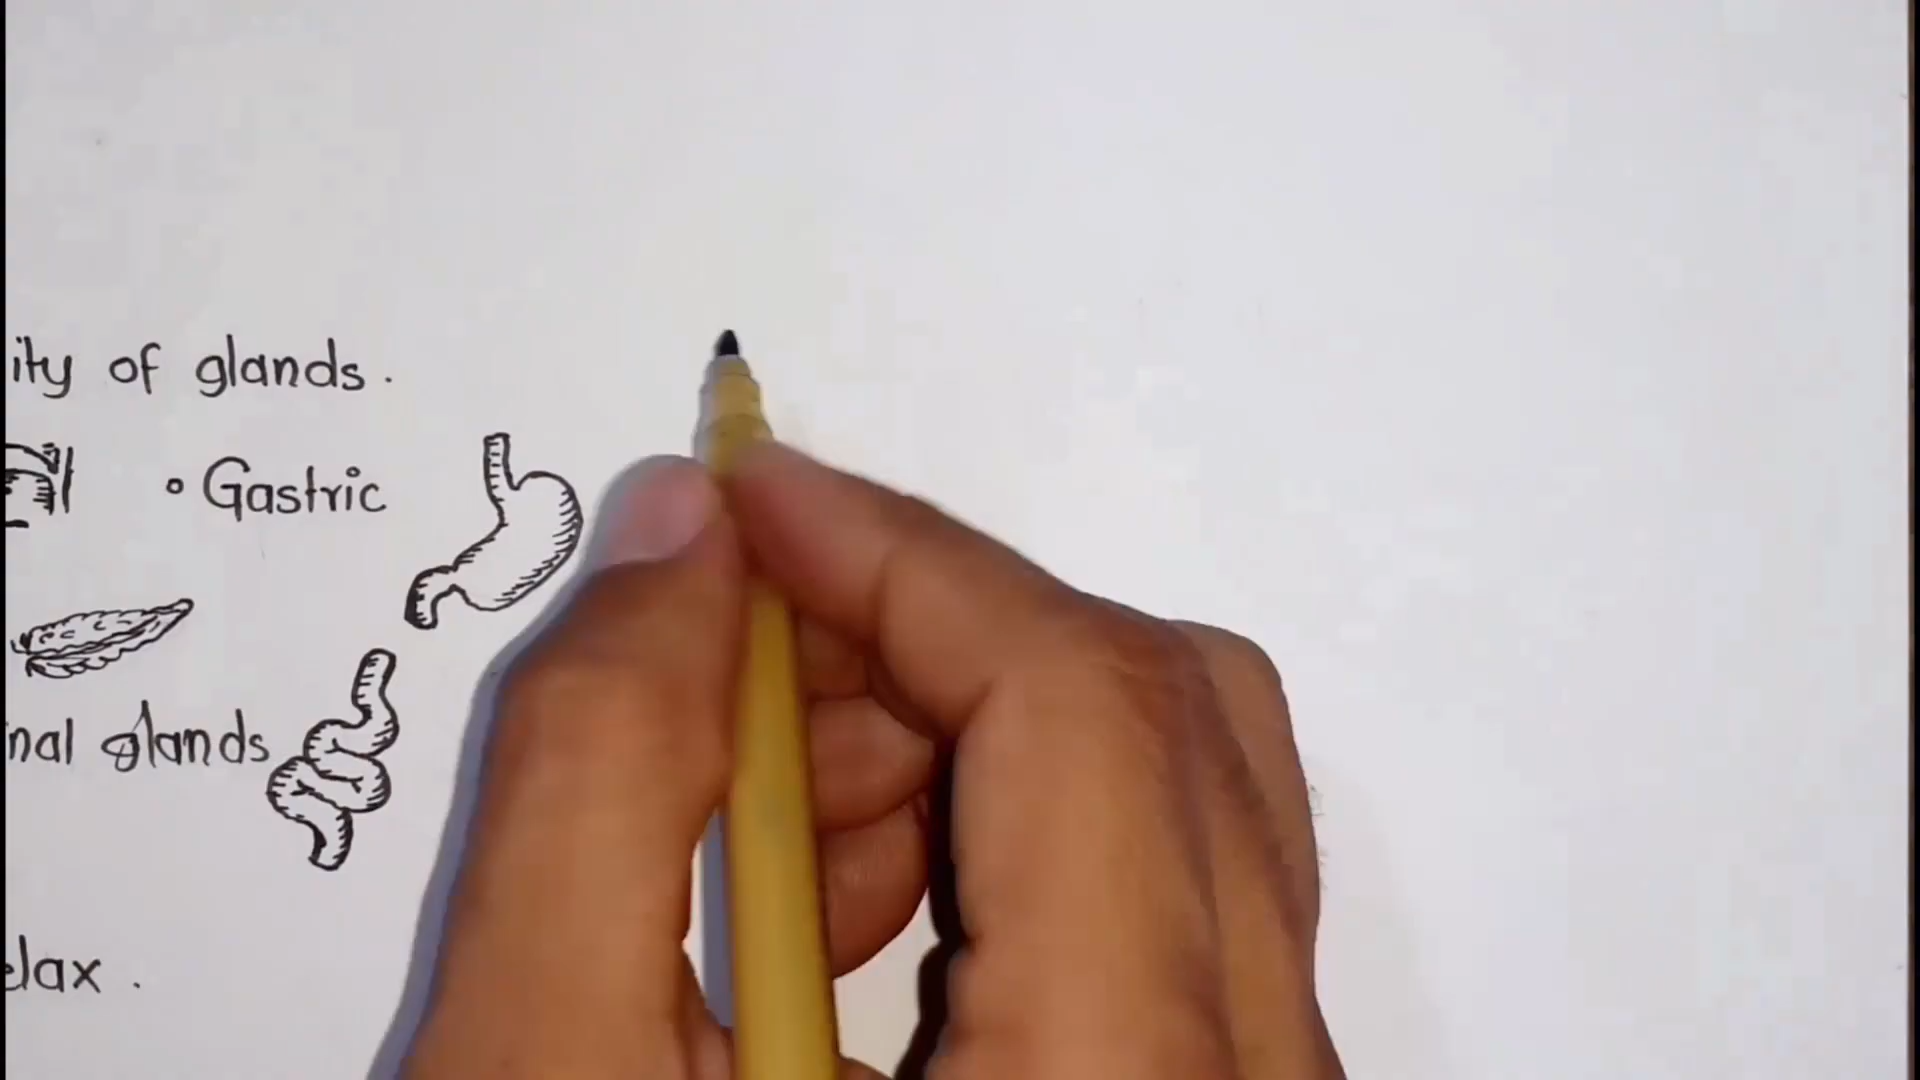 ity of glands.
• Gastric
nal glands
elax.